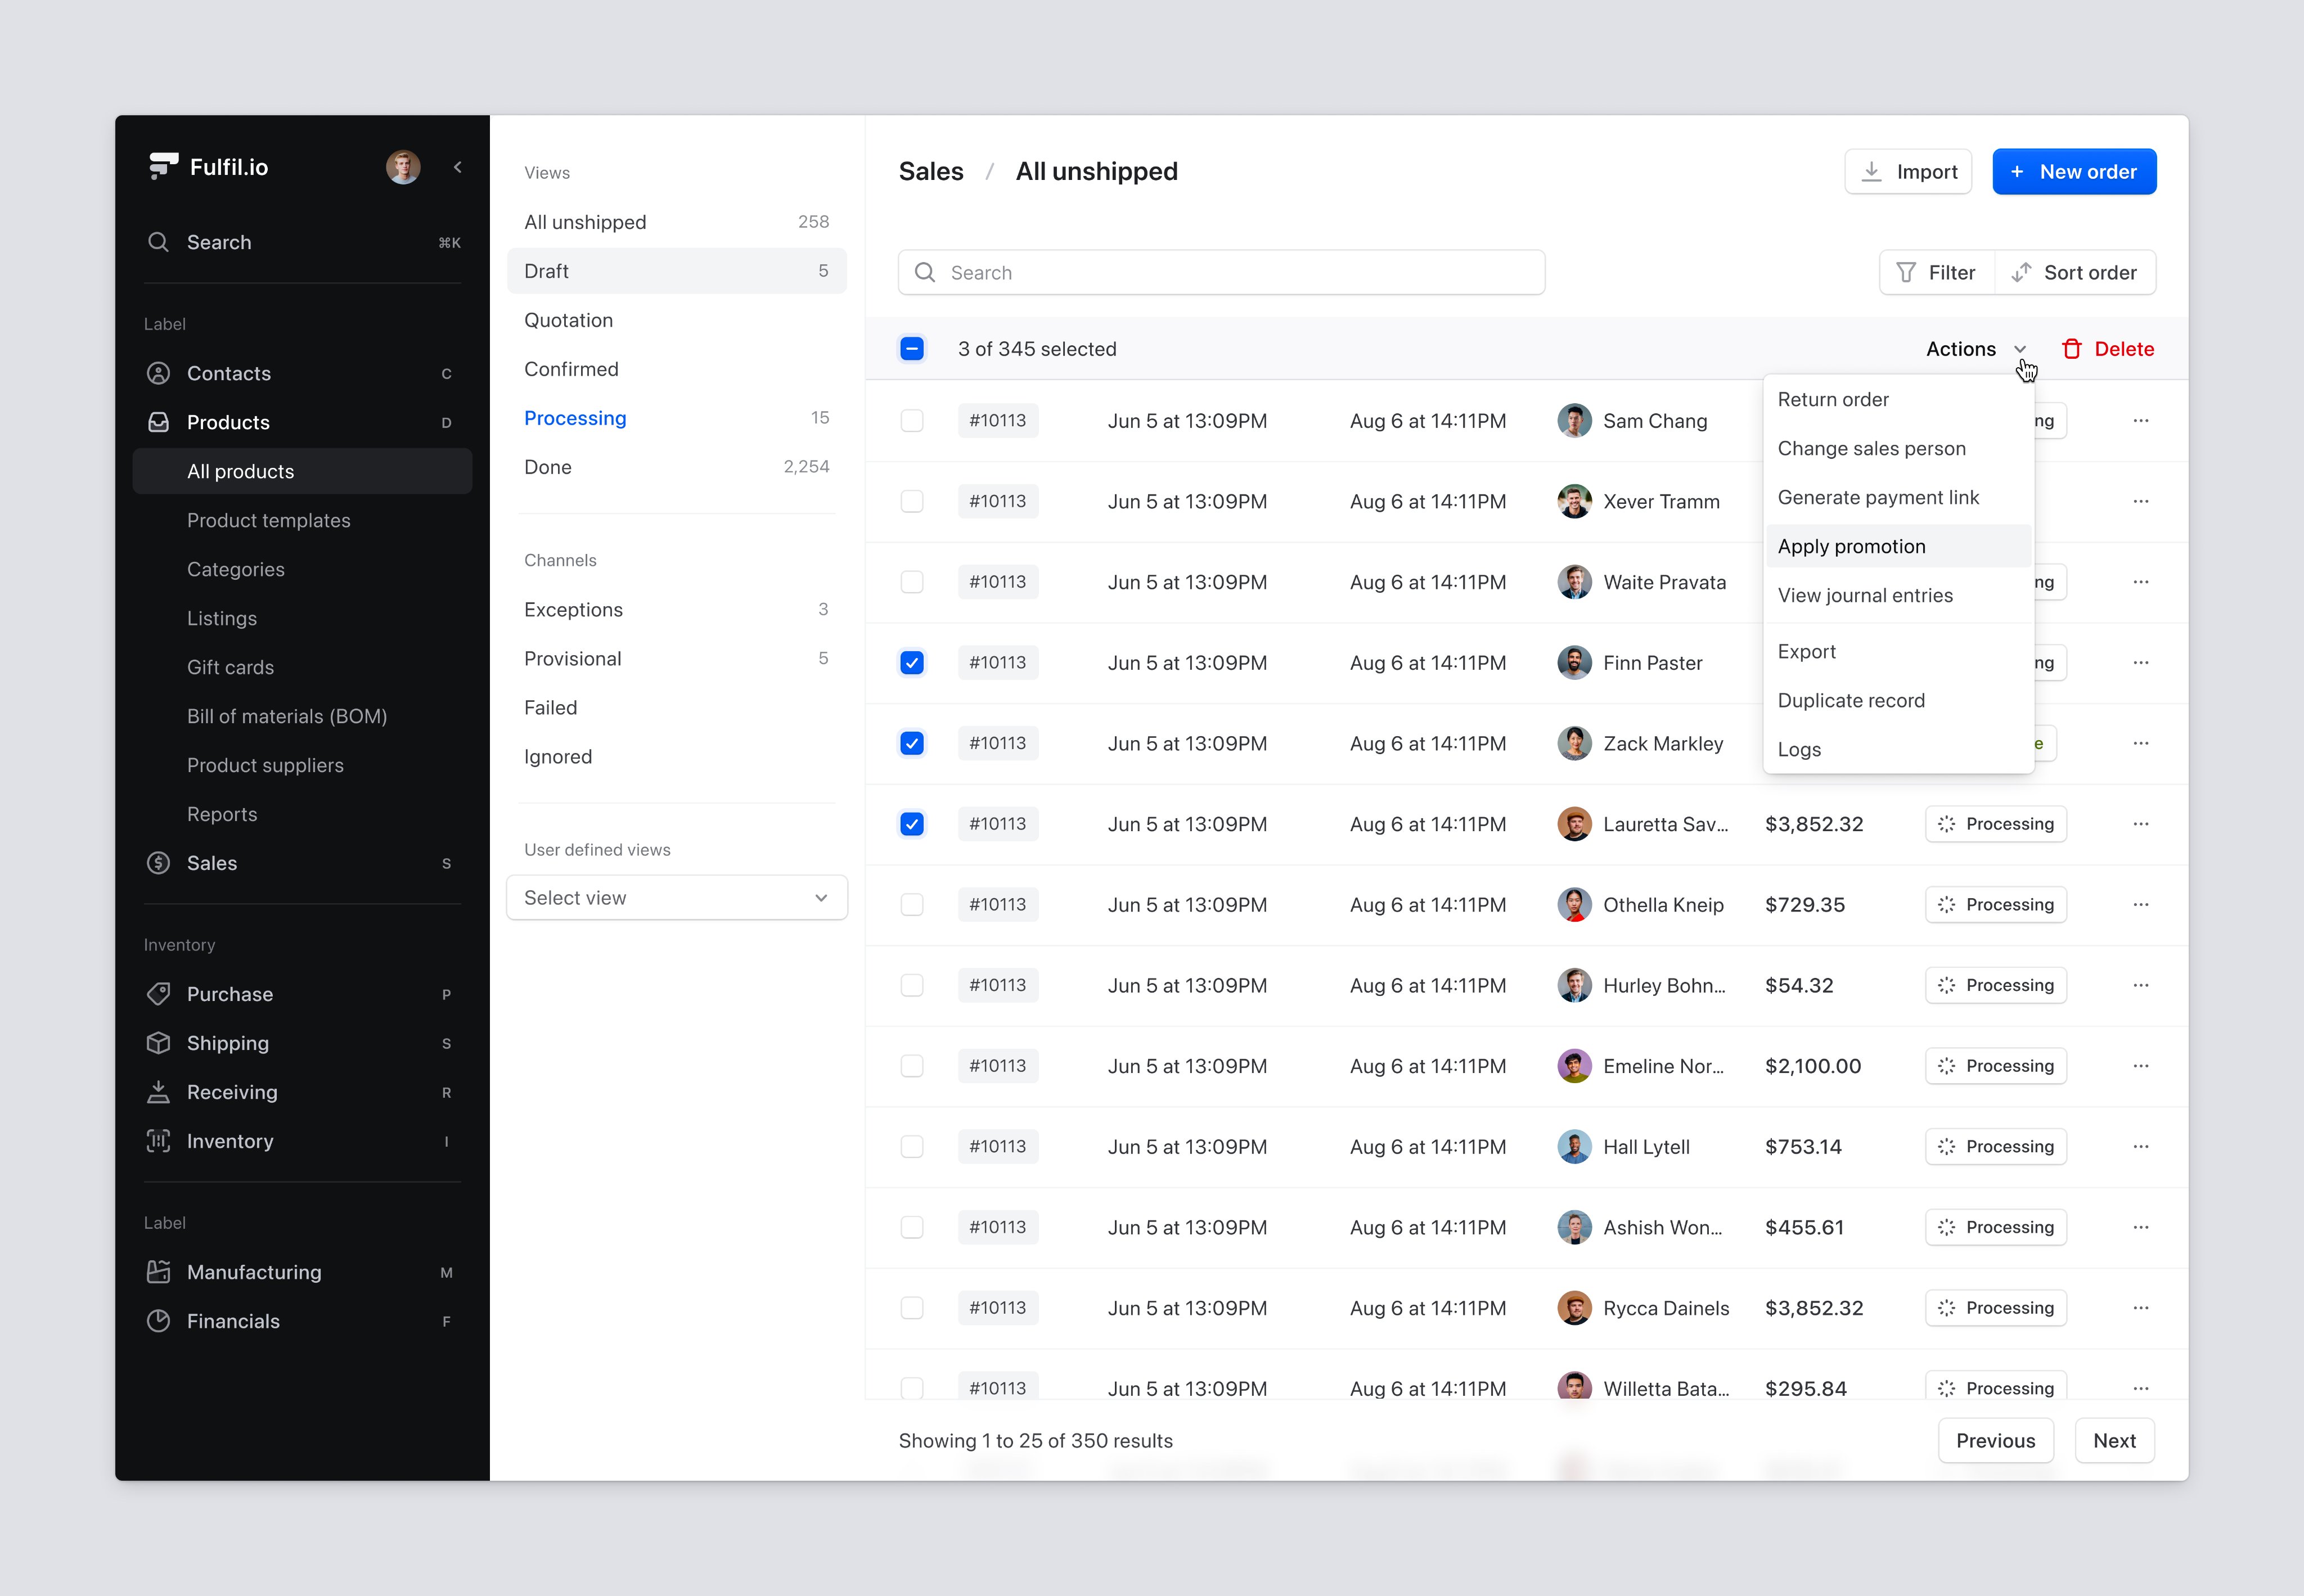 Fulfil.io
Search ⌘K
Label
Contacts C
Products D
All products
Product templates
Categories
Listings
Gift cards
Bill of materials (BOM)
Product suppliers
Reports
Sales S
Inventory
Purchase P
Shipping S
Receiving R
Inventory I
Label
Manufacturing M
Financials F
Views
All unshipped 258
Draft 5
Quotation
Confirmed
Processing 15
Done 2,254
Channels
Exceptions 3
Provisional 5
Failed
Ignored
User defined views
Select view
Sales / All unshipped
Import
+ New order
Search
Filter
Sort order
3 of 345 selected
Actions
Delete
Return order
Change sales person
Generate payment link
Apply promotion
View journal entries
Export
Duplicate record
Logs
#10113 Jun 5 at 13:09PM Aug 6 at 14:11PM Sam Chang ng ...
#10113 Jun 5 at 13:09PM Aug 6 at 14:11PM Xever Tramm ...
#10113 Jun 5 at 13:09PM Aug 6 at 14:11PM Waite Pravata ng ...
#10113 Jun 5 at 13:09PM Aug 6 at 14:11PM Finn Paster ng ...
#10113 Jun 5 at 13:09PM Aug 6 at 14:11PM Zack Markley e ...
#10113 Jun 5 at 13:09PM Aug 6 at 14:11PM Lauretta Sav... $3,852.32 Processing ...
#10113 Jun 5 at 13:09PM Aug 6 at 14:11PM Othella Kneip $729.35 Processing ...
#10113 Jun 5 at 13:09PM Aug 6 at 14:11PM Hurley Bohn... $54.32 Processing ...
#10113 Jun 5 at 13:09PM Aug 6 at 14:11PM Emeline Nor... $2,100.00 Processing ...
#10113 Jun 5 at 13:09PM Aug 6 at 14:11PM Hall Lytell $753.14 Processing ...
#10113 Jun 5 at 13:09PM Aug 6 at 14:11PM Ashish Won... $455.61 Processing ...
#10113 Jun 5 at 13:09PM Aug 6 at 14:11PM Rycca Dainels $3,852.32 Processing ...
#10113 Jun 5 at 13:09PM Aug 6 at 14:11PM Willetta Bata... $295.84 Processing ...
Showing 1 to 25 of 350 results
Previous
Next